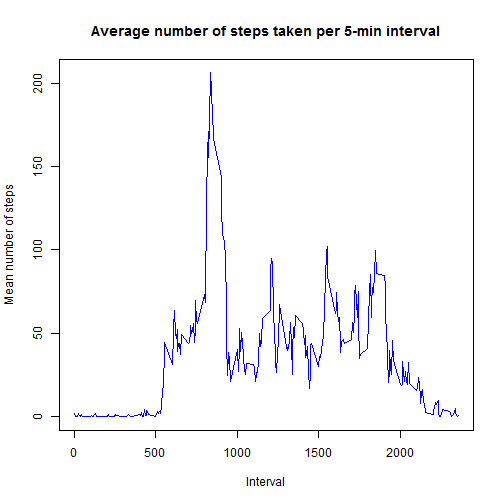 Average number of steps taken per 5-min interval
Mean number of steps
200
150
100
50
0
0 500 1000 1500 2000
Interval